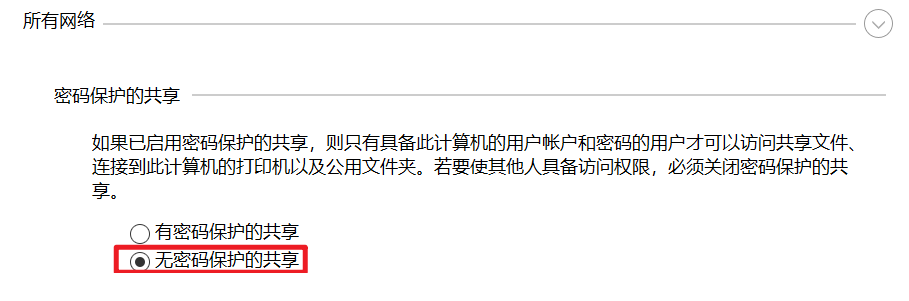 所有网络
密码保护的共享
如果已启用密码保护的共享，则只有具备此计算机的用户帐户和密码的用户才可以访问共享文件、
连接到此计算机的打印机以及公用文件夹。若要使其他人具备访问权限，必须关闭密码保护的共
享。
有密码保护的共享
无密码保护的共享